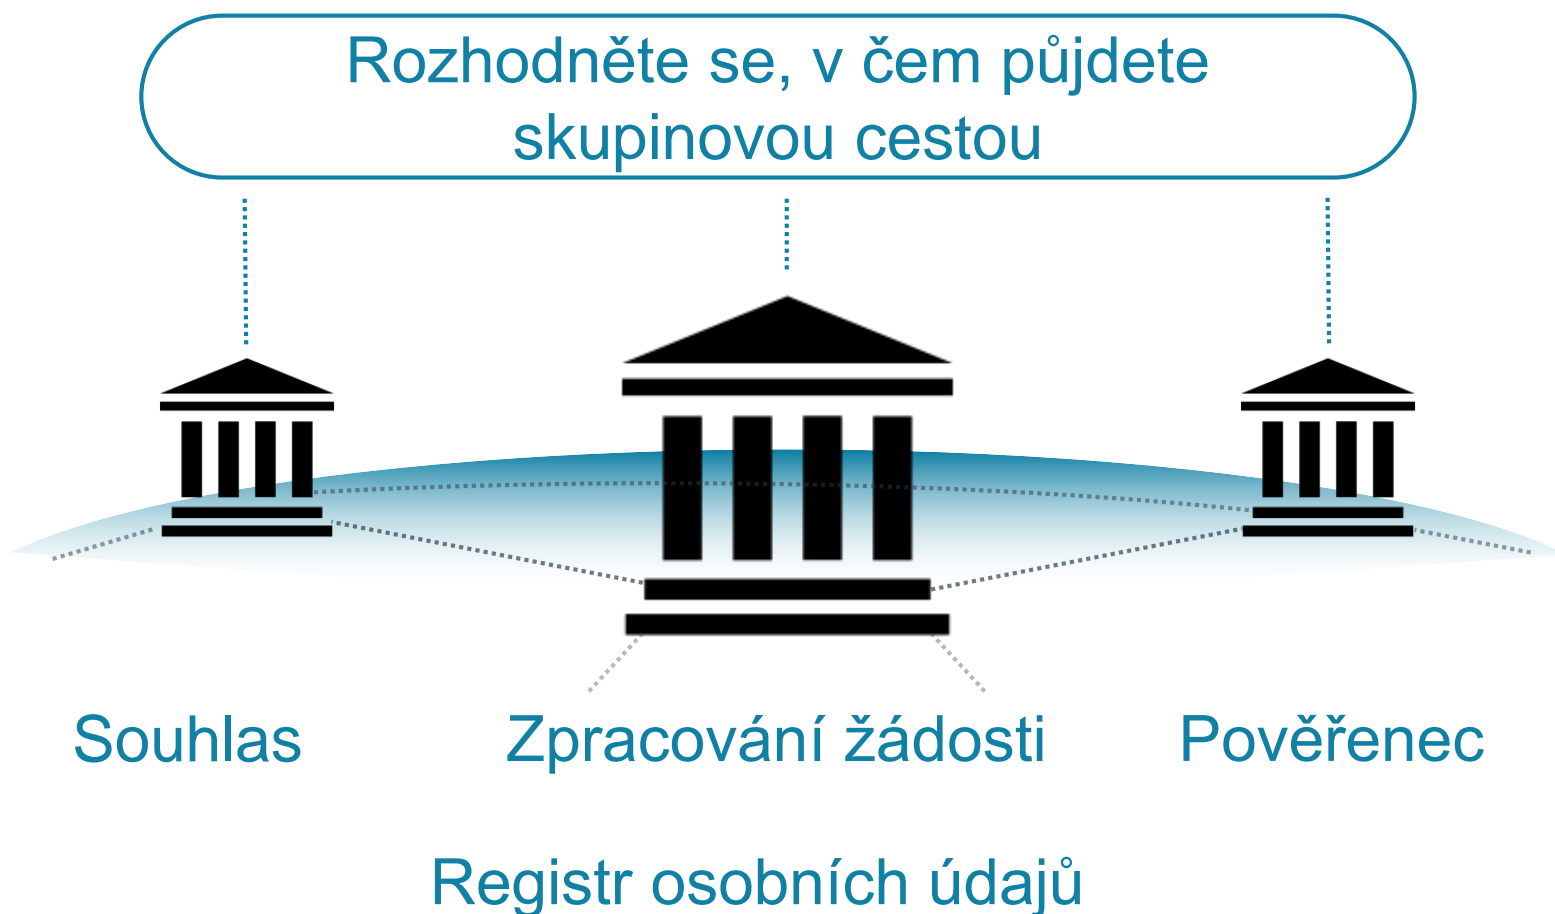 Rozhodněte se, v čem půjdete
skupinovou cestou
Souhlas
Zpracování žádosti
Pověřenec
Registr osobních údajů